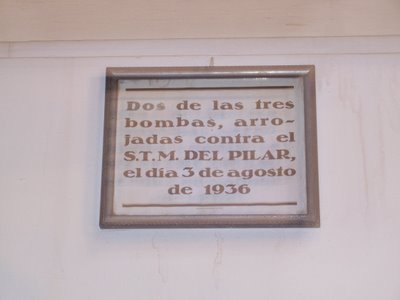 Dos de las tres
bombas, arro-
jadas contra el
S.T.M. DEL PILAR,
el día 3 de agosto
de 1936